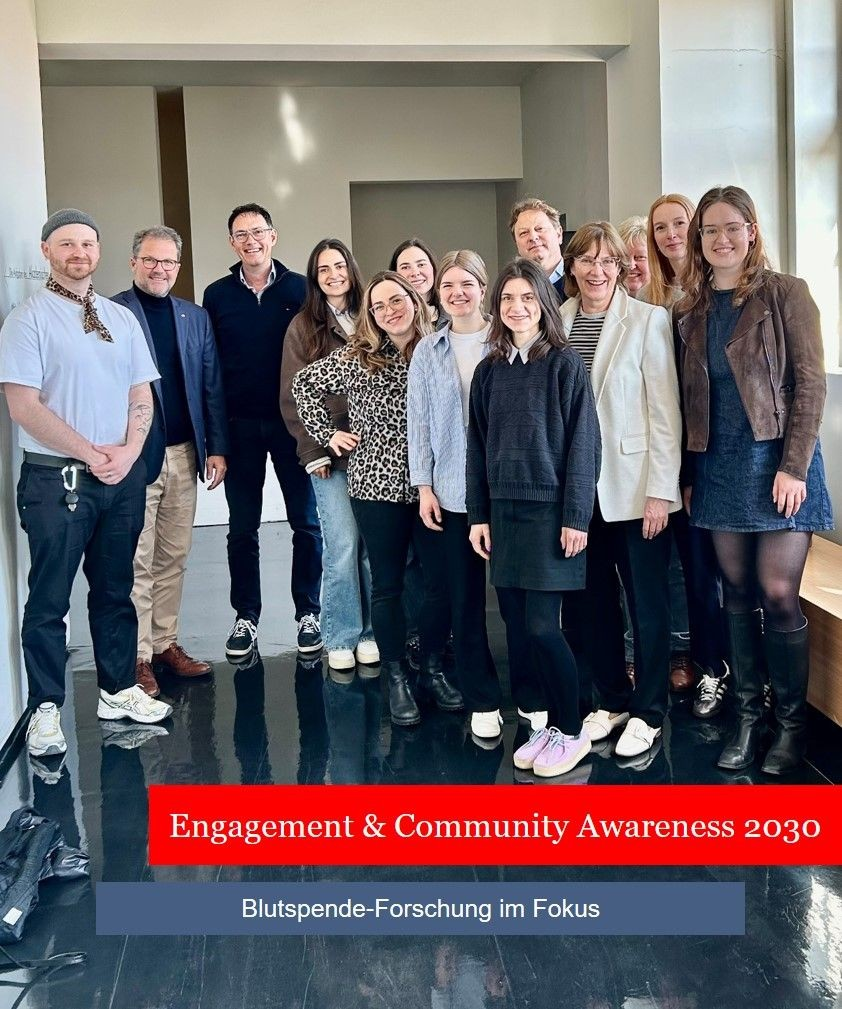 Engagement & Community Awareness 2030
Blutspende-Forschung im Fokus